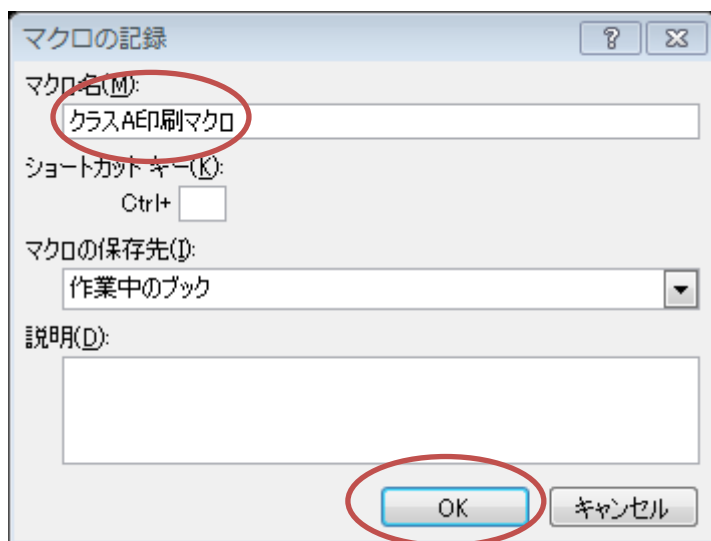 マクロの記録
マクロ名(M):
クラスA印刷マクロ
ショートカット キー(K):
Ctrl+
マクロの保存先(I):
作業中のブック
説明(D):
OK キャンセル